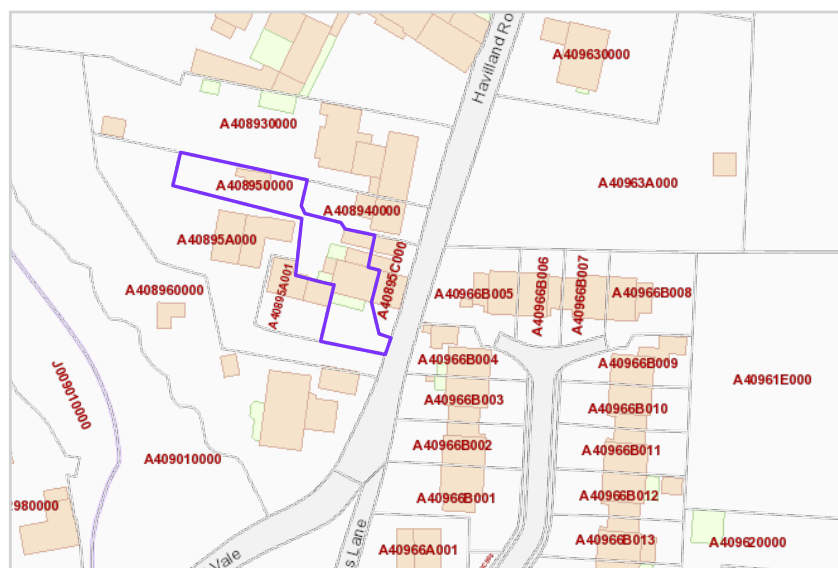 Havilland Ro
A409630000
A408930000
A408950000
A40963A000
A408940000
A40895A000
A40895C000
A40895A001
A408960000
A40966B005
A40966B006
A40966B007
A40966B008
J009010000
A40966B004
A40966B009
A40961E000
A40966B003
A40966B010
A40966B002
A40966B011
A409010000
A40966B001
A40966B012
2980000
A40966A001
A40966B013
A409620000
Vale
s Lane